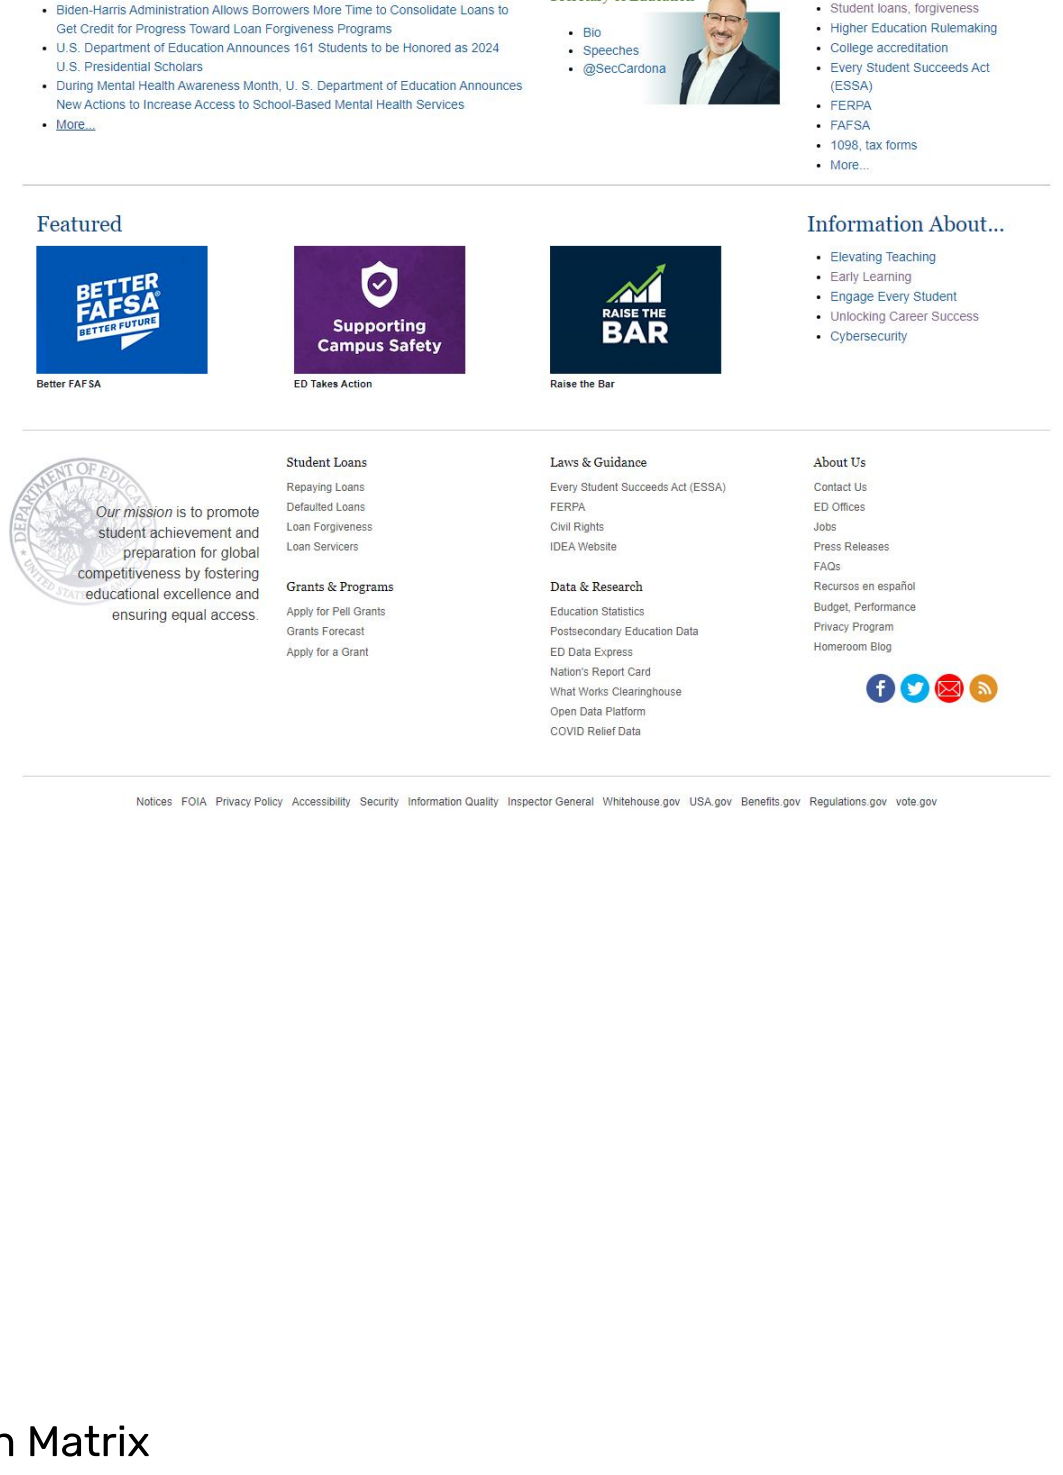 Biden-Harris Administration Allows Borrowers More Time to Consolidate Loans to
Get Credit for Progress Toward Loan Forgiveness Programs
U.S. Department of Education Announces 161 Students to be Honored as 2024
U.S. Presidential Scholars
During Mental Health Awareness Month, U. S. Department of Education Announces
New Actions to Increase Access to School-Based Mental Health Services
More...
Bio
Speeches
@SecCardona
Student loans, forgiveness
Higher Education Rulemaking
College accreditation
Every Student Succeeds Act
(ESSA)
FERPA
FAFSA
1098, tax forms
More...
Featured
BETTER
FAFSA®
BETTER FUTURE
Better FAFSA
Supporting
Campus Safety
ED Takes Action
RAISE THE
BAR
Raise the Bar
Information About...
Elevating Teaching
Early Learning
Engage Every Student
Unlocking Career Success
Cybersecurity
Our mission is to promote
student achievement and
preparation for global
competitiveness by fostering
educational excellence and
ensuring equal access.
Student Loans
Repaying Loans
Defaulted Loans
Loan Forgiveness
Loan Servicers
Grants & Programs
Apply for Pell Grants
Grants Forecast
Apply for a Grant
Laws & Guidance
Every Student Succeeds Act (ESSA)
FERPA
Civil Rights
IDEA Website
Data & Research
Education Statistics
Postsecondary Education Data
ED Data Express
Nation's Report Card
What Works Clearinghouse
Open Data Platform
COVID Relief Data
About Us
Contact Us
ED Offices
Jobs
Press Releases
FAQs
Recursos en español
Budget, Performance
Privacy Program
Homeroom Blog
Notices FOIA Privacy Policy Accessibility Security Information Quality Inspector General Whitehouse.gov USA.gov Benefits.gov Regulations.gov vote.gov
n Matrix